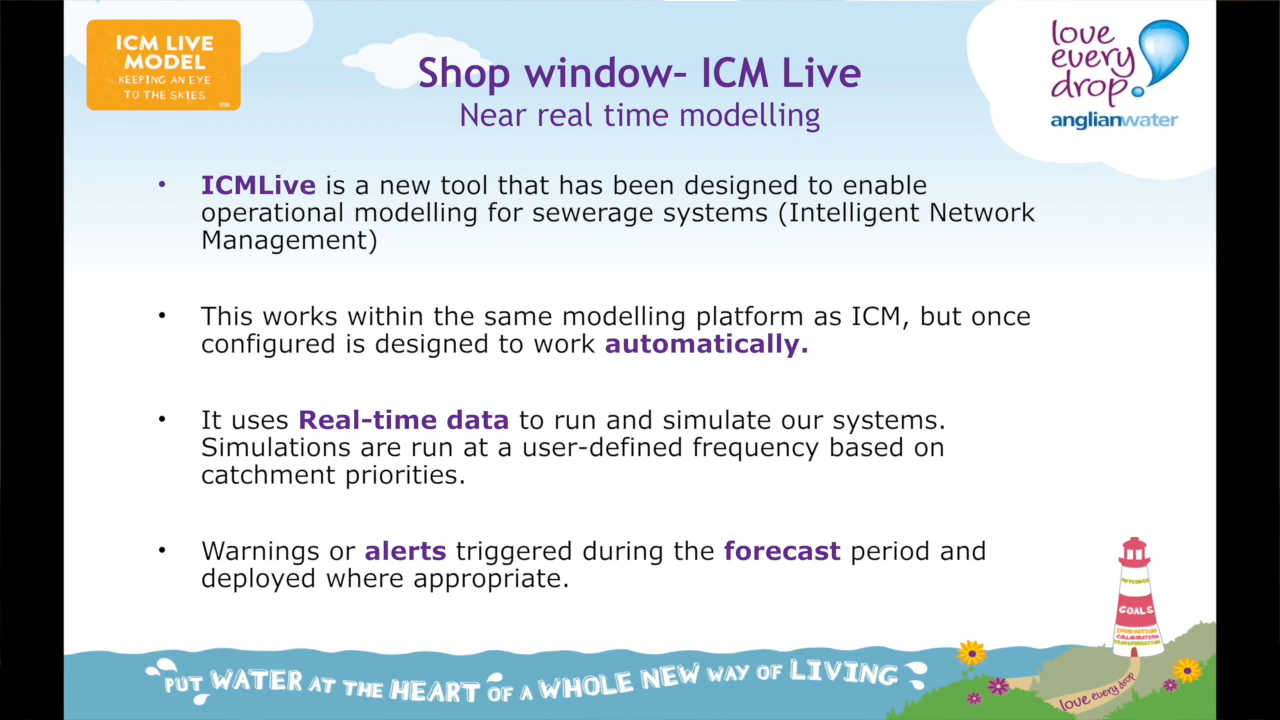 ICM LIVE
MODEL
KEEPING AN EYE
TO THE SKIES
Shop window- ICM Live
Near real time modelling
love
every
drop.
anglianwater
• ICMLive is a new tool that has been designed to enable
operational modelling for sewerage systems (Intelligent Network
Management)
• This works within the same modelling platform as ICM, but once
configured is designed to work automatically.
• It uses Real-time data to run and simulate our systems.
Simulations are run at a user-defined frequency based on
catchment priorities.
• Warnings or alerts triggered during the forecast period and
deployed where appropriate.
OUTCOMES
GOALS
INNOVATION
COLLABORATION
TRANSFORMATION
PUT WATER AT THE HEART OF A WHOLE NEW WAY OF LIVING
love every drop